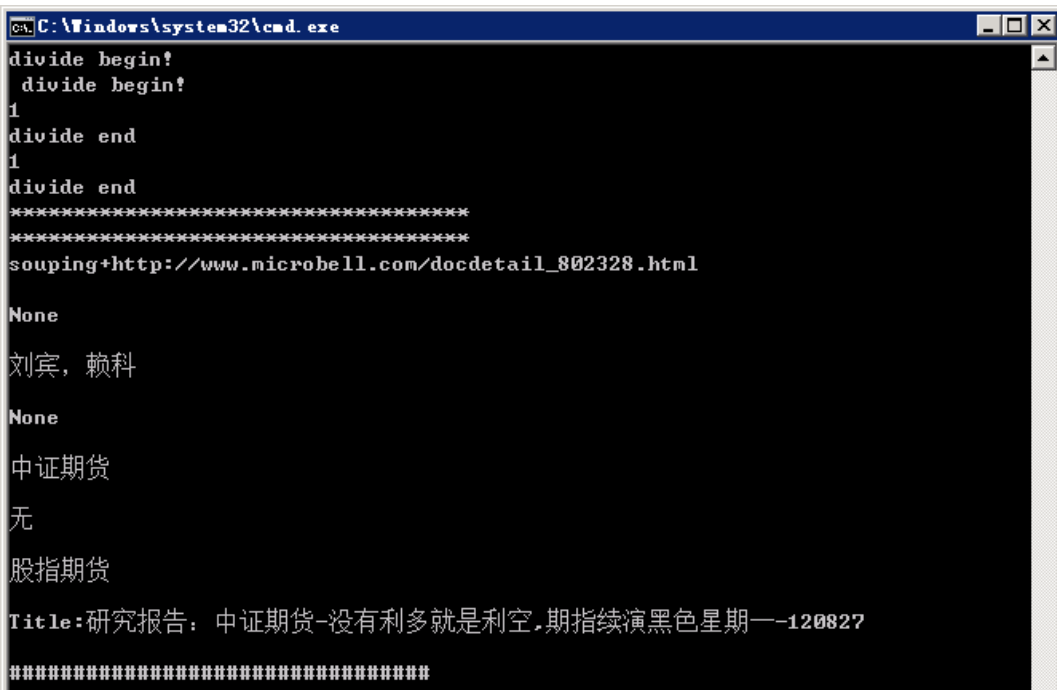 C:\Windows\system32\cmd.exe
divide begin!
 divide begin!
1
divide end
1
divide end
************************************
************************************
souping+http://www.microbell.com/docdetail_802328.html
None
刘宾，赖科
None
中证期货
无
股指期货
Title:研究报告：中证期货-没有利多就是利空,期指续演黑色星期一-120827
#################################